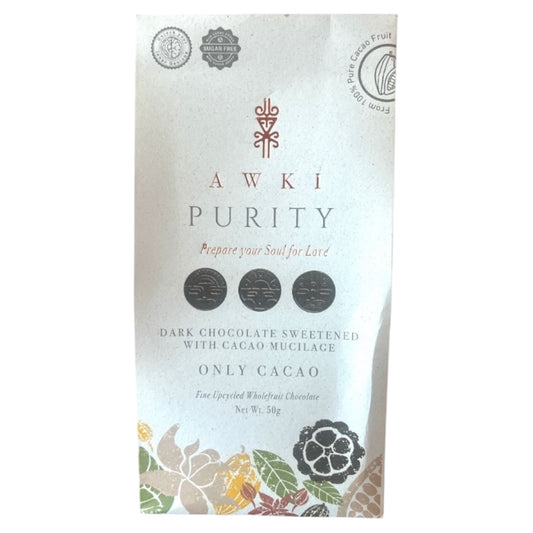 SUGAR FREE
From 100% Pure Cacao Fruit
AWKI
PURITY
Prepare your Soul for Love
DARK CHOCOLATE SWEETENED
WITH CACAO MUCILAGE
ONLY CACAO
Fine Upcycled Wholefruit Chocolate
Net Wt. 50g